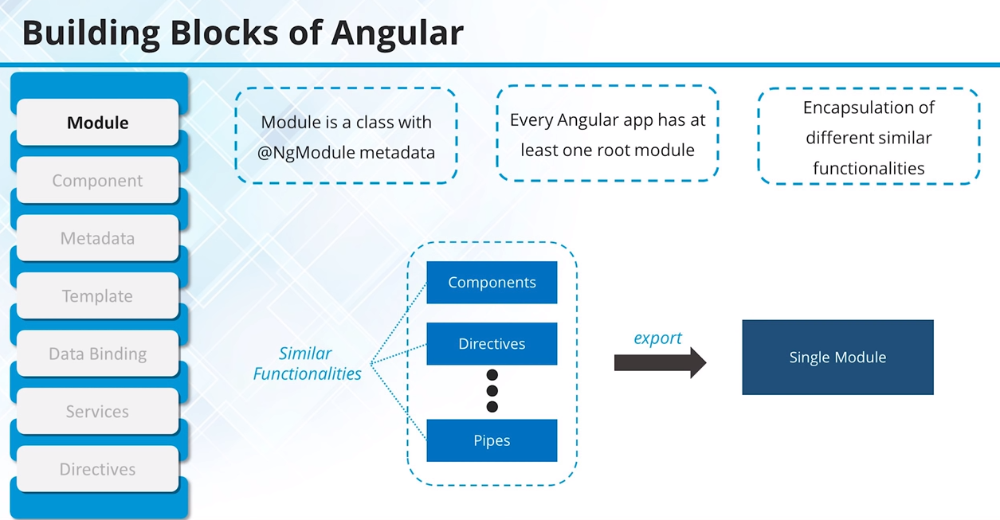 Building Blocks of Angular
Module
Component
Metadata
Template
Data Binding
Services
Directives
Module is a class with
@NgModule metadata
Every Angular app has at
least one root module
Encapsulation of
different similar
functionalities
Similar
Functionalities
Components
Directives
Pipes
export
Single Module